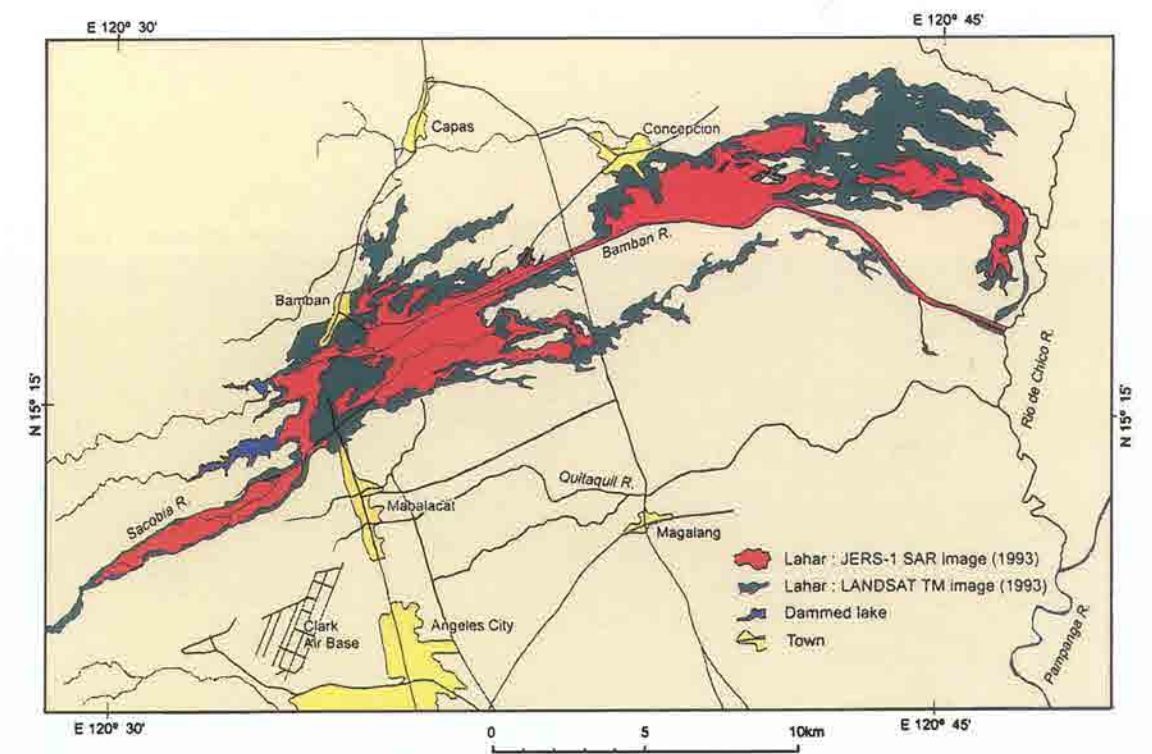 E 120° 30'
E 120° 45'
Capas
Concepcion
Bamban R.
Bamban
N 15° 15'
N 15° 15'
Rio de Chico R.
Quitaquil R.
Sacobia R.
Mabalacat
Magalang
Lahar : JERS-1 SAR image (1993)
Lahar : LANDSAT TM image (1993)
Dammed lake
Town
Clark
Air Base
Angeles City
Pampanga R.
E 120° 30'
E 120° 45'
0 5 10km